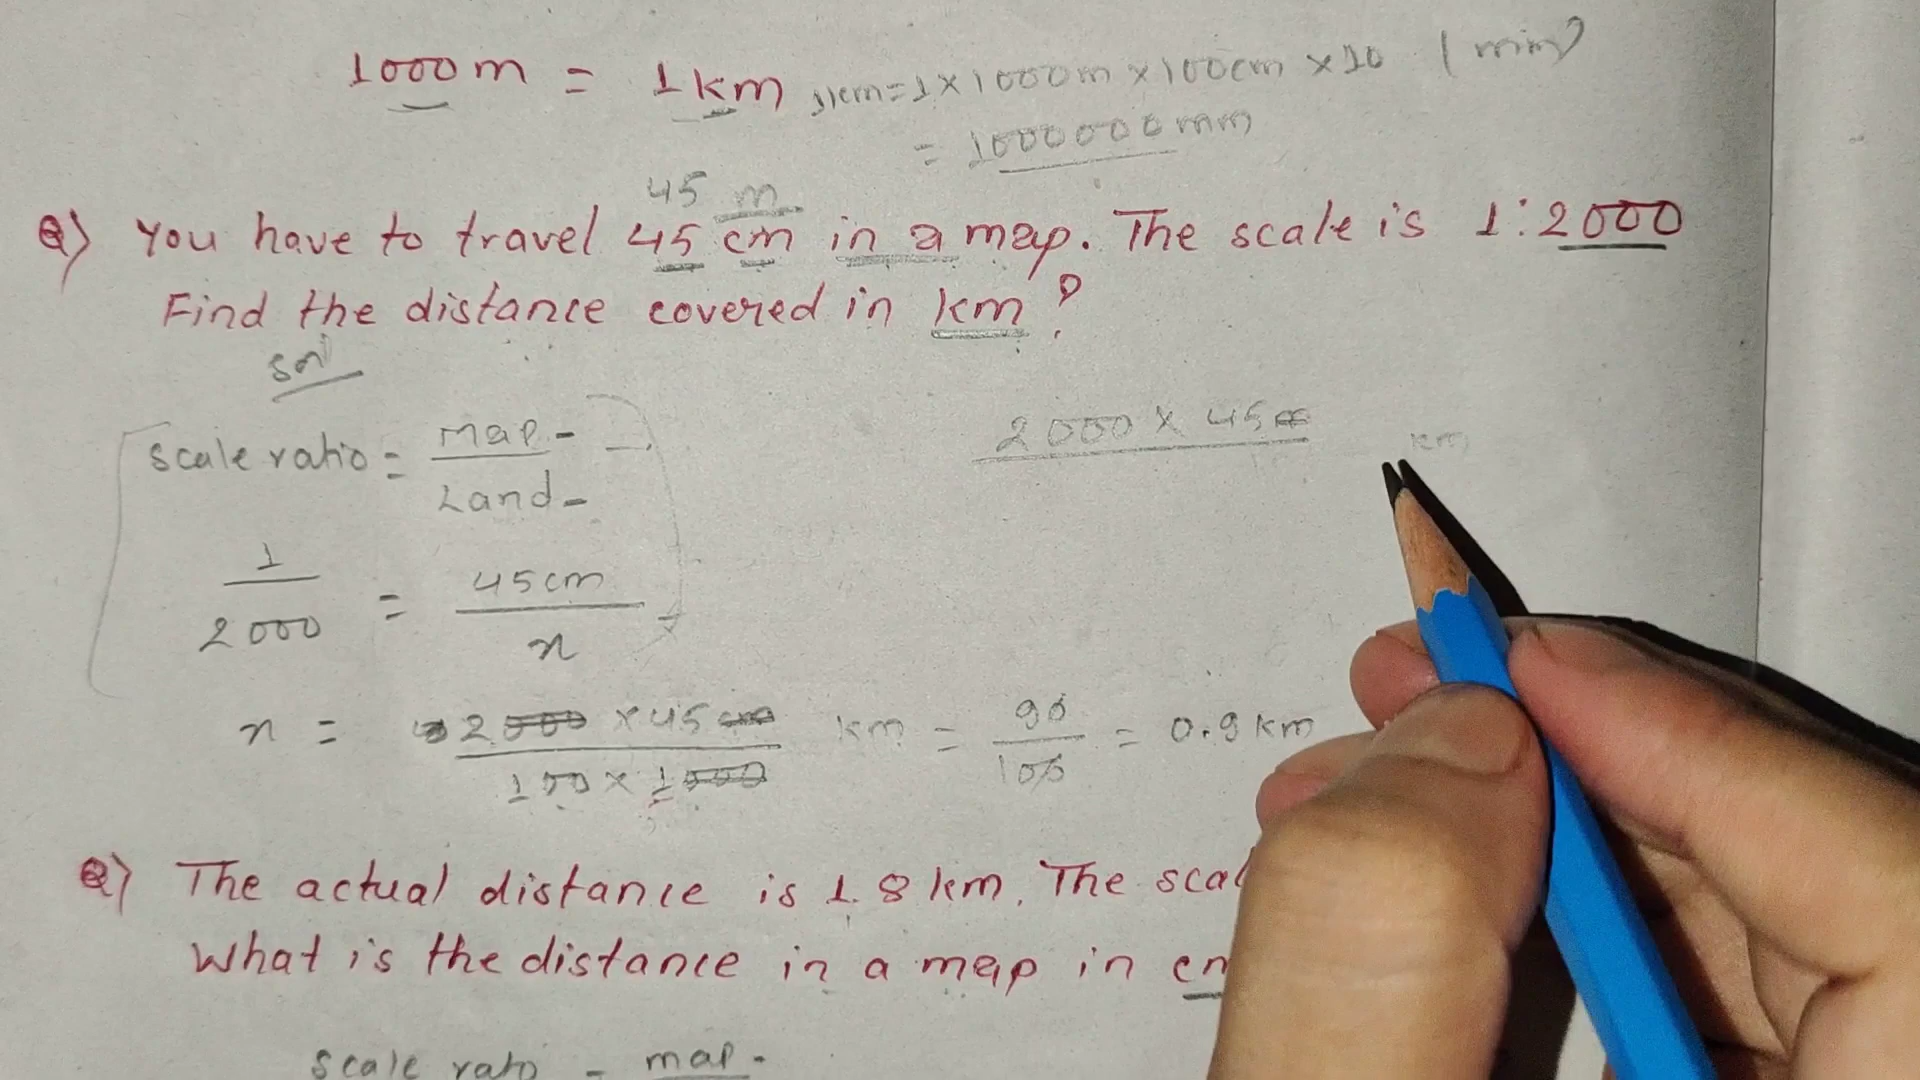 1000 m = 1 km 1km = 1 × 1000m × 100cm × 10 (mm)
= 1000000 mm
45 m
Q) You have to travel 45 cm in a map. The scale is 1:2000
Find the distance covered in km?
Sol
scale ratio = Map
Land
2000 × 45 km
1/2000 = 45cm/x
x = 2000 × 45 cm / 100 × 1000 km = 90/100 = 0.9 km
Q) The actual distance is 1.8 km. The
What is the distance in a map in
scale ratio = map